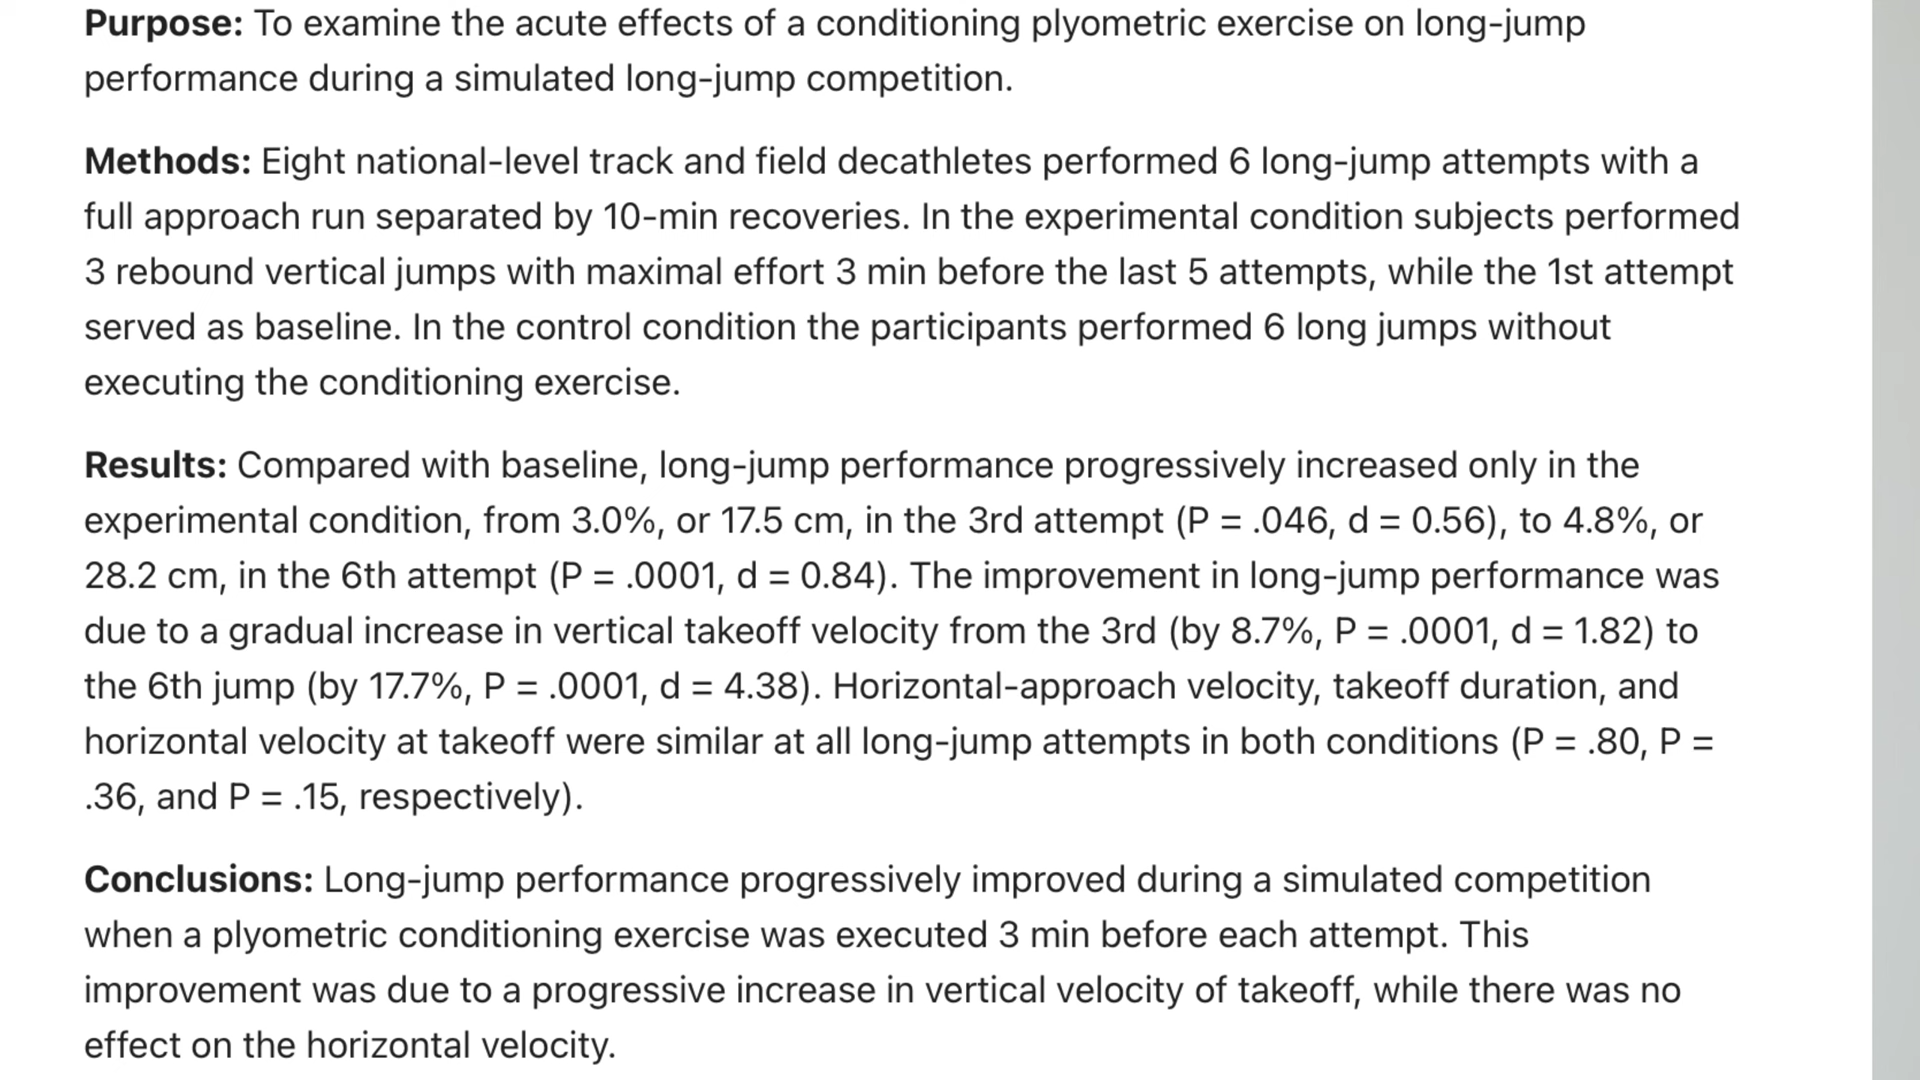 Purpose: To examine the acute effects of a conditioning plyometric exercise on long-jump
performance during a simulated long-jump competition.
Methods: Eight national-level track and field decathletes performed 6 long-jump attempts with a
full approach run separated by 10-min recoveries. In the experimental condition subjects performed
3 rebound vertical jumps with maximal effort 3 min before the last 5 attempts, while the 1st attempt
served as baseline. In the control condition the participants performed 6 long jumps without
executing the conditioning exercise.
Results: Compared with baseline, long-jump performance progressively increased only in the
experimental condition, from 3.0%, or 17.5 cm, in the 3rd attempt (P = .046, d = 0.56), to 4.8%, or
28.2 cm, in the 6th attempt (P = .0001, d = 0.84). The improvement in long-jump performance was
due to a gradual increase in vertical takeoff velocity from the 3rd (by 8.7%, P = .0001, d = 1.82) to
the 6th jump (by 17.7%, P = .0001, d = 4.38). Horizontal-approach velocity, takeoff duration, and
horizontal velocity at takeoff were similar at all long-jump attempts in both conditions (P = .80, P =
.36, and P = .15, respectively).
Conclusions: Long-jump performance progressively improved during a simulated competition
when a plyometric conditioning exercise was executed 3 min before each attempt. This
improvement was due to a progressive increase in vertical velocity of takeoff, while there was no
effect on the horizontal velocity.